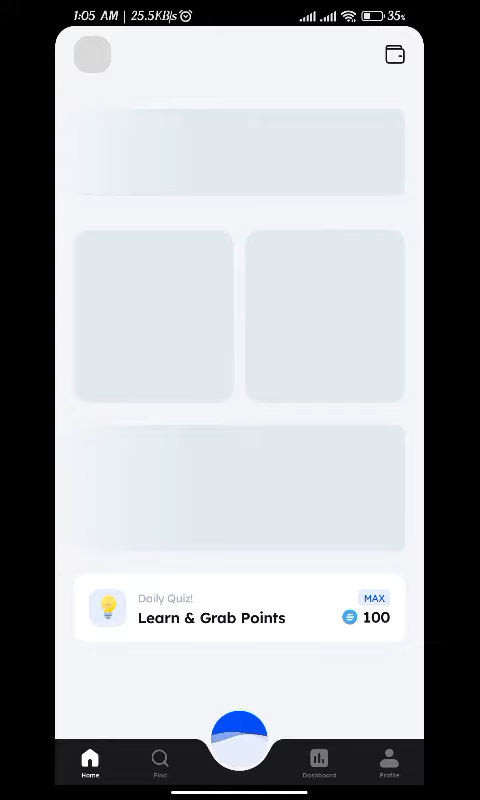 1:05 AM | 25.5KB/s 35%
Daily Quiz!
MAX
Learn & Grab Points
100
Home
Find
Dashboard
Profile